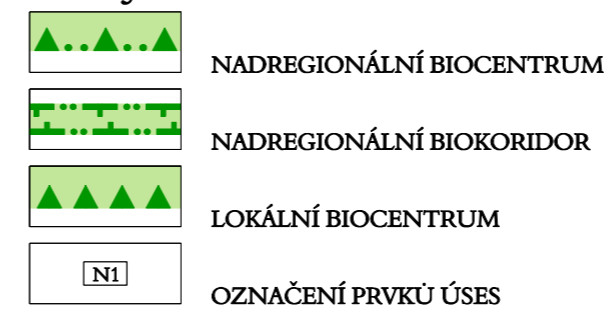 NADREGIONÁLNÍ BIOCENTRUM
NADREGIONÁLNÍ BIOKORIDOR
LOKÁLNÍ BIOCENTRUM
N1
OZNAČENÍ PRVKŮ ÚSES